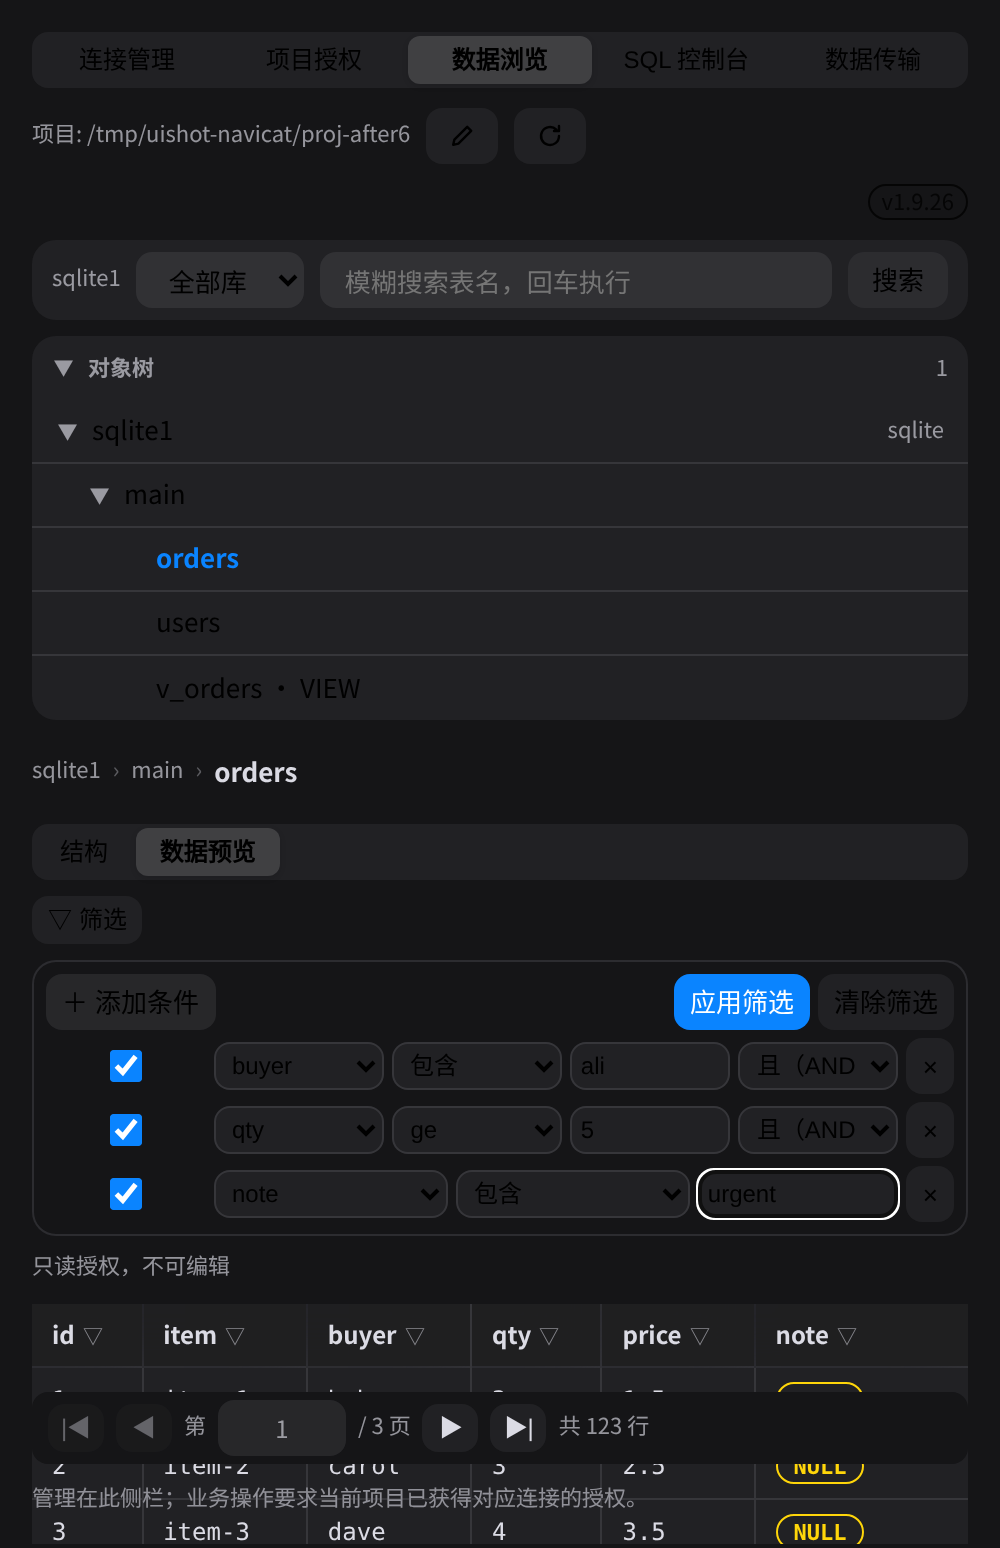 连接管理 项目授权 数据浏览 SQL 控制台 数据传输
项目: /tmp/uishot-navicat/proj-after6
v1.9.26
sqlite1 全部库 模糊搜索表名，回车执行 搜索
▼ 对象树 1
▼ sqlite1 sqlite
▼ main
orders
users
v_orders · VIEW
sqlite1 › main › orders
结构 数据预览
▽ 筛选
＋ 添加条件 应用筛选 清除筛选
buyer 包含 ali 且（AND ×
qty ge 5 且（AND ×
note 包含 urgent ×
只读授权，不可编辑
id ▽ item ▽ buyer ▽ qty ▽ price ▽ note ▽
|◀ ◀ 第 1 / 3 页 ▶ ▶| 共 123 行
2 item-2 carol 3 2.5 NULL
管理在此侧栏；业务操作要求当前项目已获得对应连接的授权。
3 item-3 dave 4 3.5 NULL